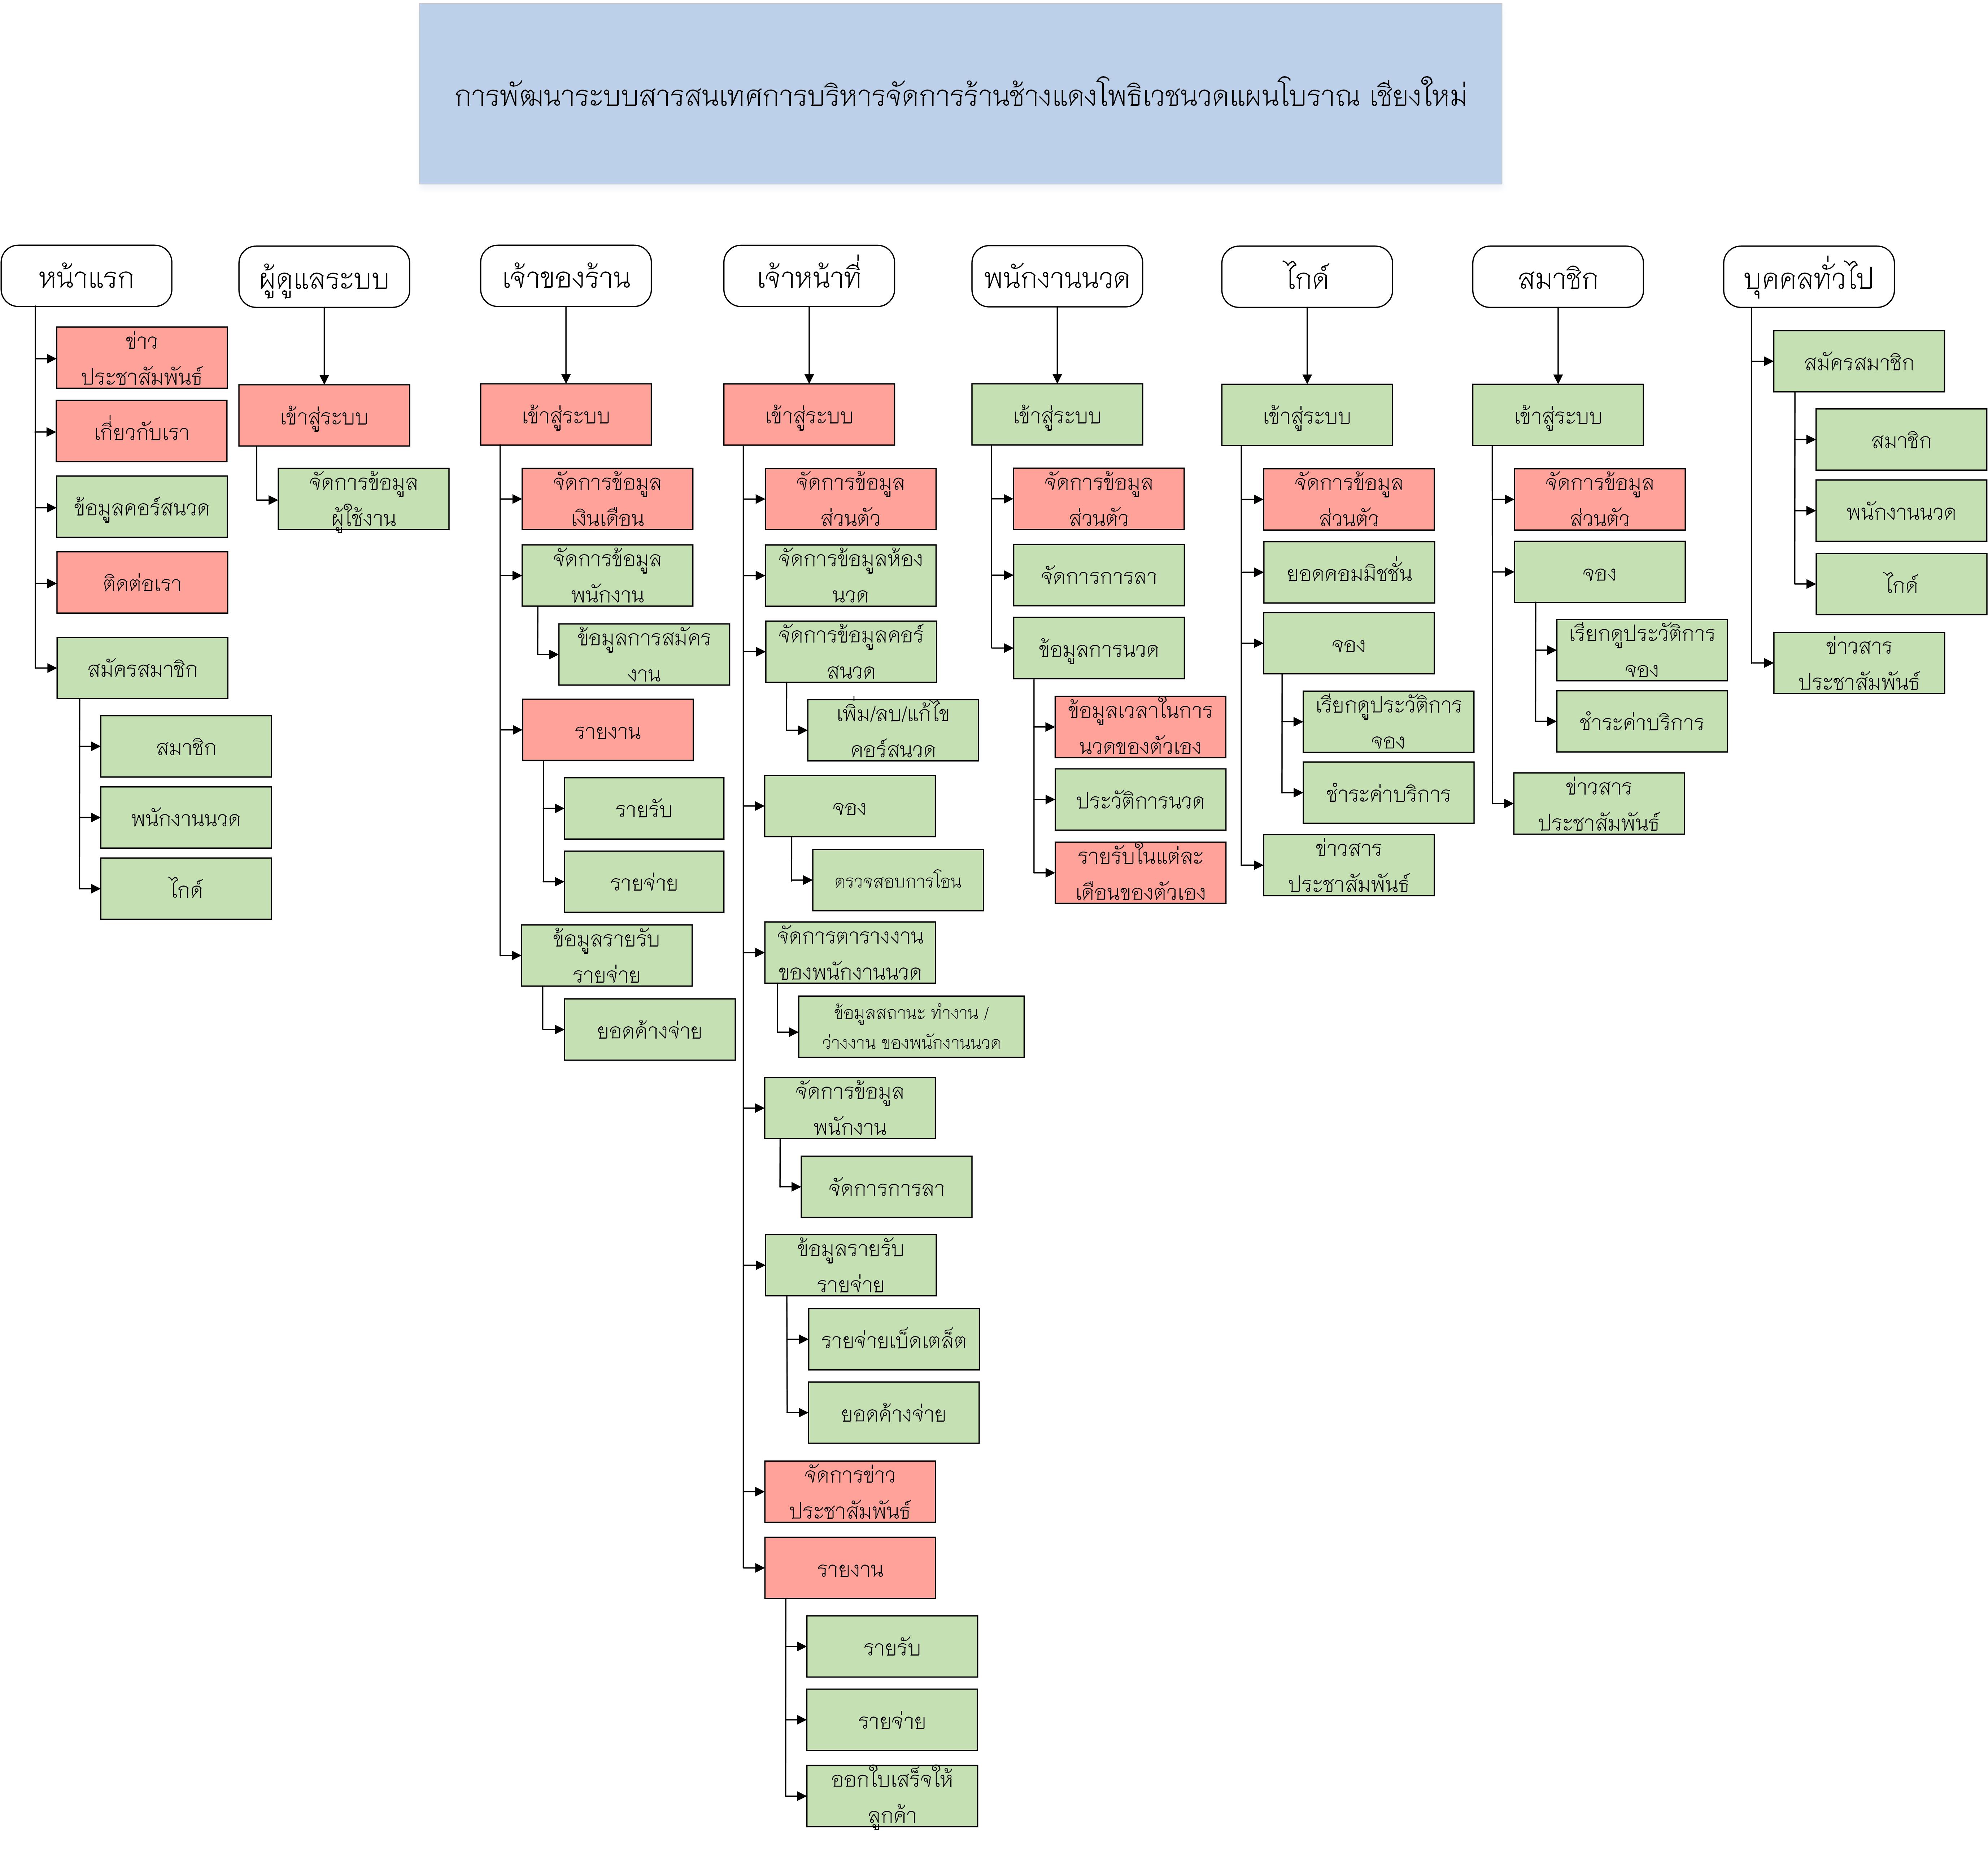 การพัฒนาระบบสารสนเทศการบริหารจัดการร้านช้างแดงโพธิเวชนวดแผนโบราณ เชียงใหม่
หน้าแรก
ข่าว
ประชาสัมพันธ์
เกี่ยวกับเรา
ข้อมูลคอร์สนวด
ติดต่อเรา
สมัครสมาชิก
สมาชิก
พนักงานนวด
ไกด์
ผู้ดูแลระบบ
เข้าสู่ระบบ
จัดการข้อมูล
ผู้ใช้งาน
เจ้าของร้าน
เข้าสู่ระบบ
จัดการข้อมูล
เงินเดือน
จัดการข้อมูล
พนักงาน
ข้อมูลการสมัคร
งาน
รายงาน
รายรับ
รายจ่าย
ข้อมูลรายรับ
รายจ่าย
ยอดค้างจ่าย
เจ้าหน้าที่
เข้าสู่ระบบ
จัดการข้อมูล
ส่วนตัว
จัดการข้อมูลห้อง
นวด
จัดการข้อมูลคอร์
สนวด
เพิ่ม/ลบ/แก้ไข
คอร์สนวด
จอง
ตรวจสอบการโอน
จัดการตารางงาน
ของพนักงานนวด
ข้อมูลสถานะ ทำงาน /
ว่างงาน ของพนักงานนวด
จัดการข้อมูล
พนักงาน
จัดการการลา
ข้อมูลรายรับ
รายจ่าย
รายจ่ายเบ็ดเตล็ต
ยอดค้างจ่าย
จัดการข่าว
ประชาสัมพันธ์
รายงาน
รายรับ
รายจ่าย
ออกใบเสร็จให้
ลูกค้า
พนักงานนวด
เข้าสู่ระบบ
จัดการข้อมูล
ส่วนตัว
จัดการการลา
ข้อมูลการนวด
ข้อมูลเวลาในการ
นวดของตัวเอง
ประวัติการนวด
รายรับในแต่ละ
เดือนของตัวเอง
ไกด์
เข้าสู่ระบบ
จัดการข้อมูล
ส่วนตัว
ยอดคอมมิชชั่น
จอง
เรียกดูประวัติการ
จอง
ชำระค่าบริการ
ข่าวสาร
ประชาสัมพันธ์
สมาชิก
เข้าสู่ระบบ
จัดการข้อมูล
ส่วนตัว
จอง
เรียกดูประวัติการ
จอง
ชำระค่าบริการ
ข่าวสาร
ประชาสัมพันธ์
บุคคลทั่วไป
สมัครสมาชิก
สมาชิก
พนักงานนวด
ไกด์
ข่าวสาร
ประชาสัมพันธ์